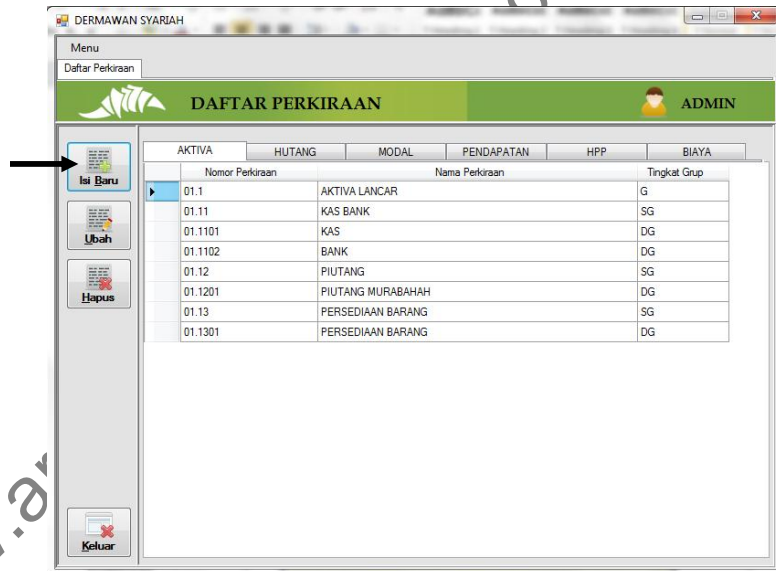 DERMAWAN SYARIAH
Menu
Daftar Perkiraan
DAFTAR PERKIRAAN ADMIN
Isi Baru
Ubah
Hapus
Keluar
AKTIVA HUTANG MODAL PENDAPATAN HPP BIAYA
Nomor Perkiraan Nama Perkiraan Tingkat Grup
01.1 AKTIVA LANCAR G
01.11 KAS BANK SG
01.1101 KAS DG
01.1102 BANK DG
01.12 PIUTANG SG
01.1201 PIUTANG MURABAHAH DG
01.13 PERSEDIAAN BARANG SG
01.1301 PERSEDIAAN BARANG DG